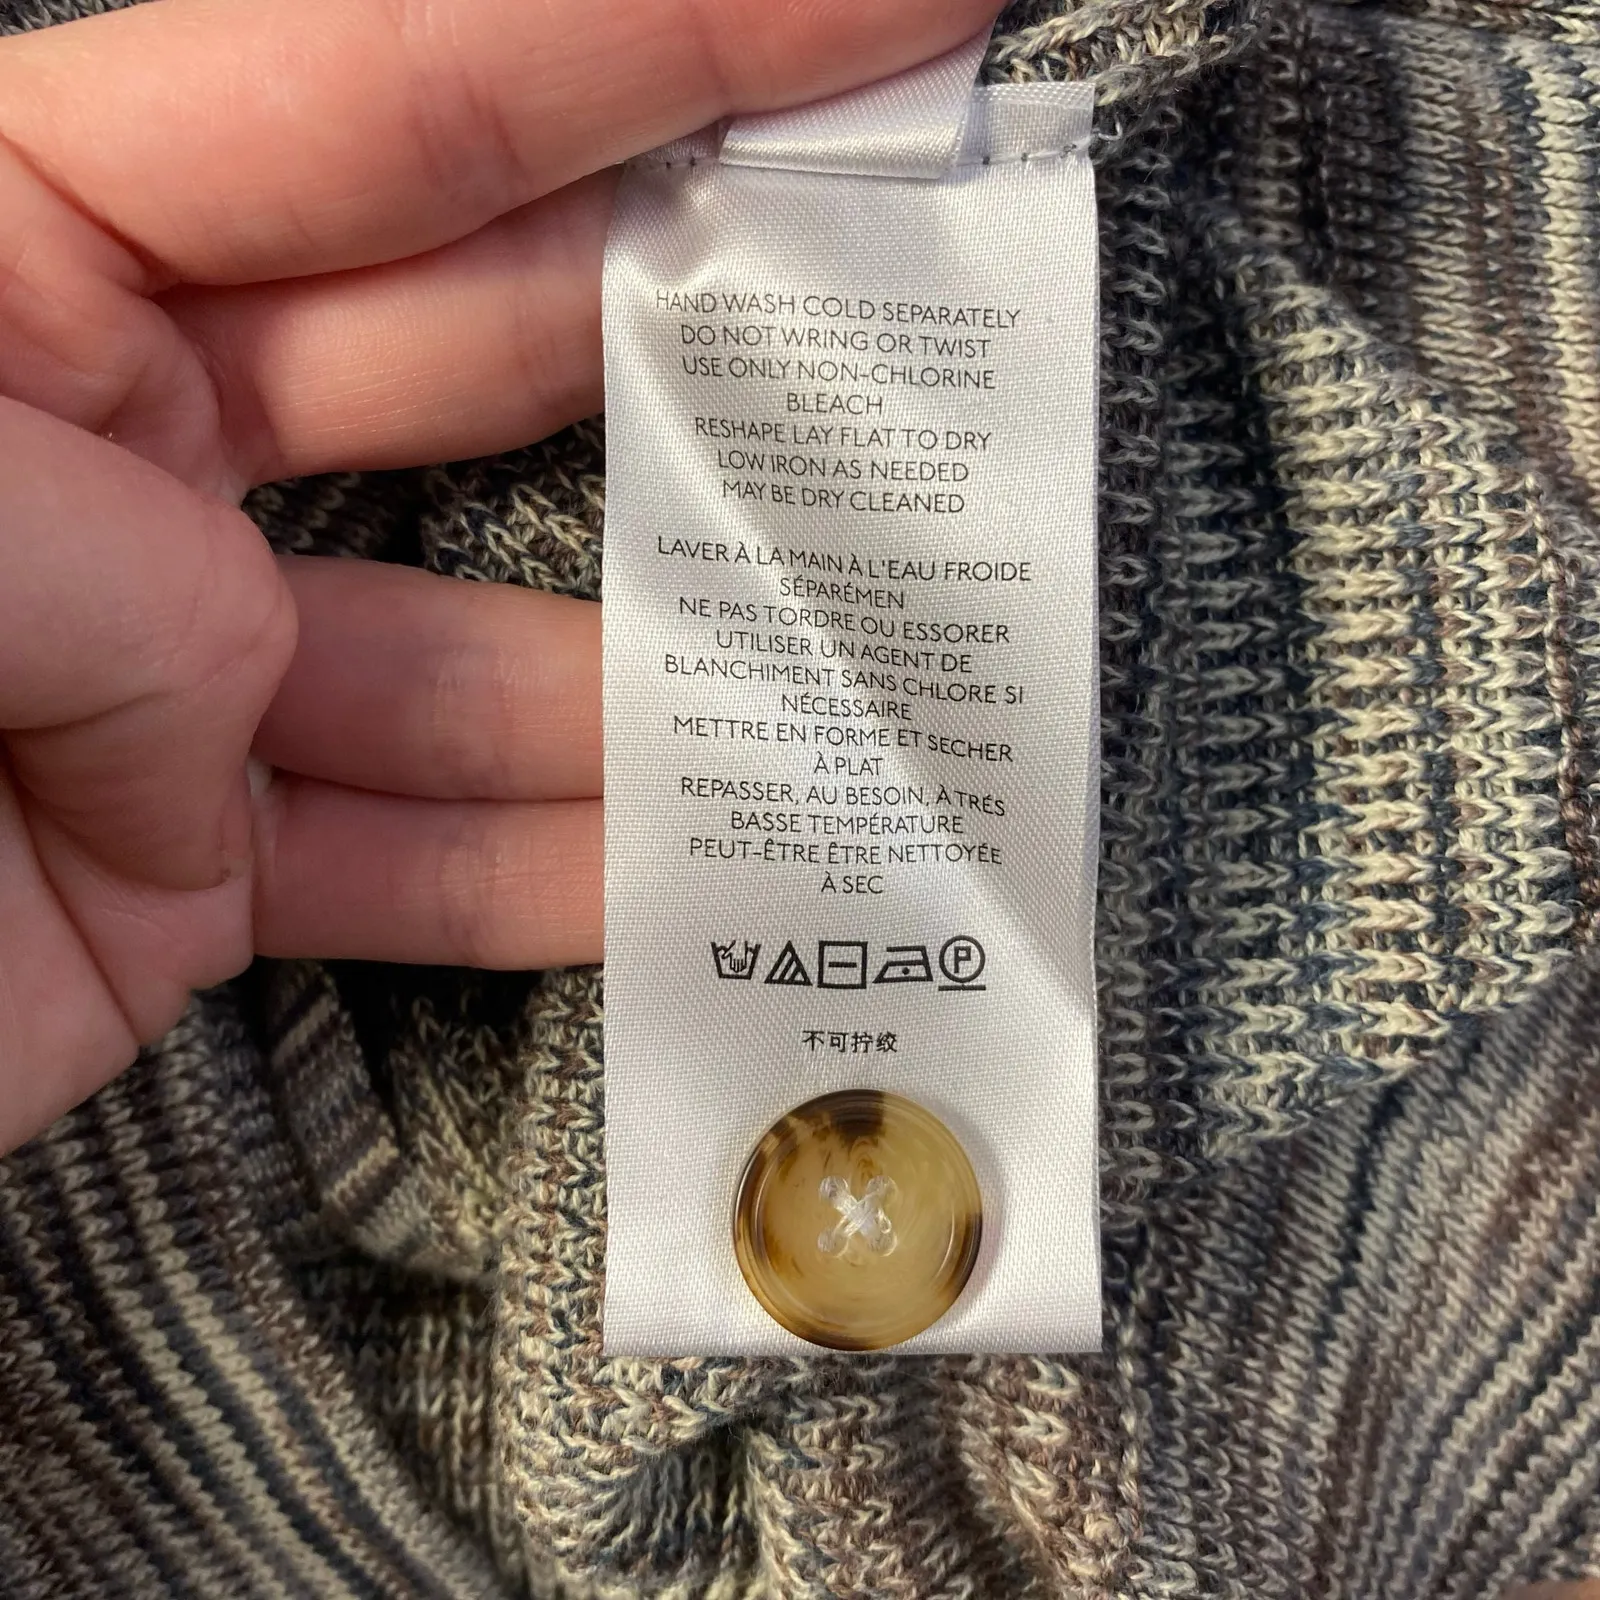 HAND WASH COLD SEPARATELY
DO NOT WRING OR TWIST
USE ONLY NON-CHLORINE
BLEACH
RESHAPE LAY FLAT TO DRY
LOW IRON AS NEEDED
MAY BE DRY CLEANED
LAVER À LA MAIN À L'EAU FROIDE
SÉPARÉMEN
NE PAS TORDRE OU ESSORER
UTILISER UN AGENT DE
BLANCHIMENT SANS CHLORE SI
NÉCESSAIRE
METTRE EN FORME ET SECHER
À PLAT
REPASSER, AU BESOIN, À TRÉS
BASSE TEMPÉRATURE
PEUT-ÊTRE ÊTRE NETTOYÉE
À SEC
P
不可拧绞